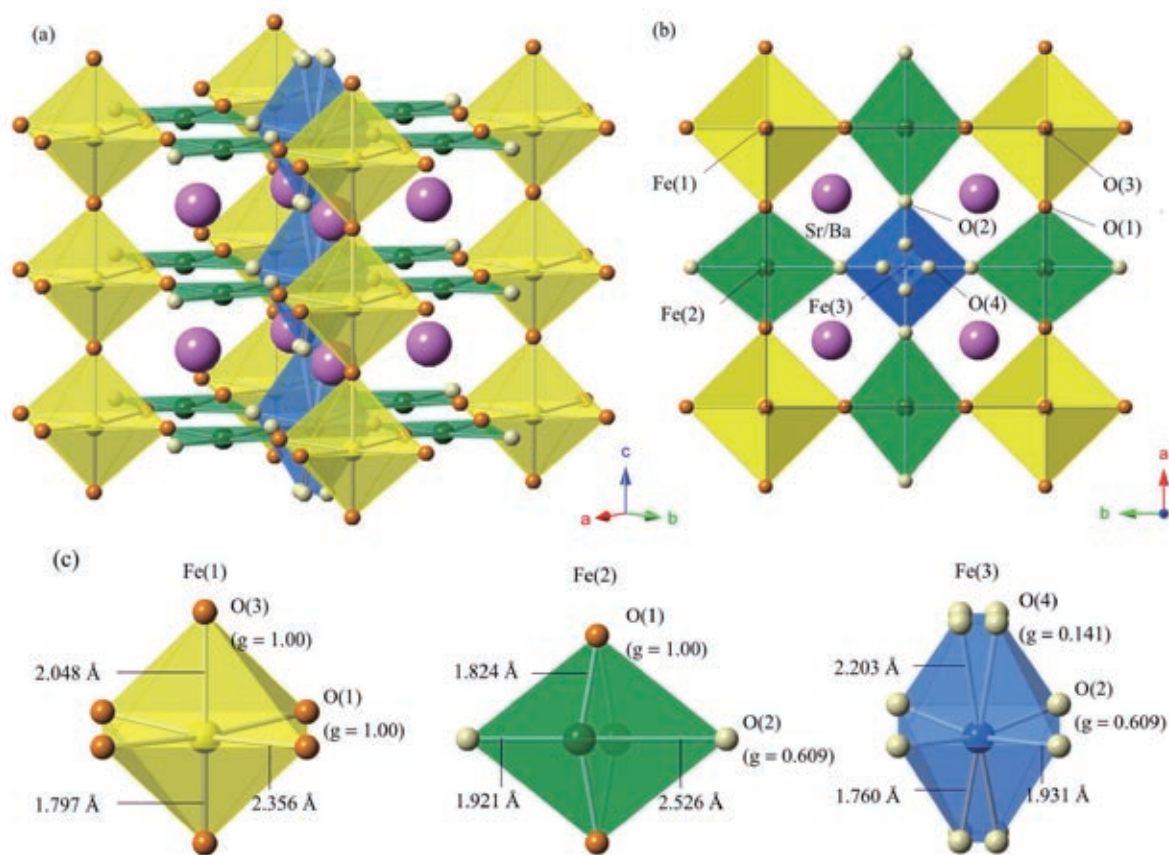 (a)
c
a
b
(b)
Fe(1)
O(3)
O(2)
Sr/Ba
O(1)
Fe(2)
Fe(3)
O(4)
a
b
(c)
Fe(1)
O(3)
(g = 1.00)
2.048 Å
O(1)
(g = 1.00)
1.797 Å
2.356 Å
Fe(2)
O(1)
(g = 1.00)
1.824 Å
O(2)
(g = 0.609)
1.921 Å
2.526 Å
Fe(3)
O(4)
(g = 0.141)
2.203 Å
O(2)
(g = 0.609)
1.760 Å
1.931 Å